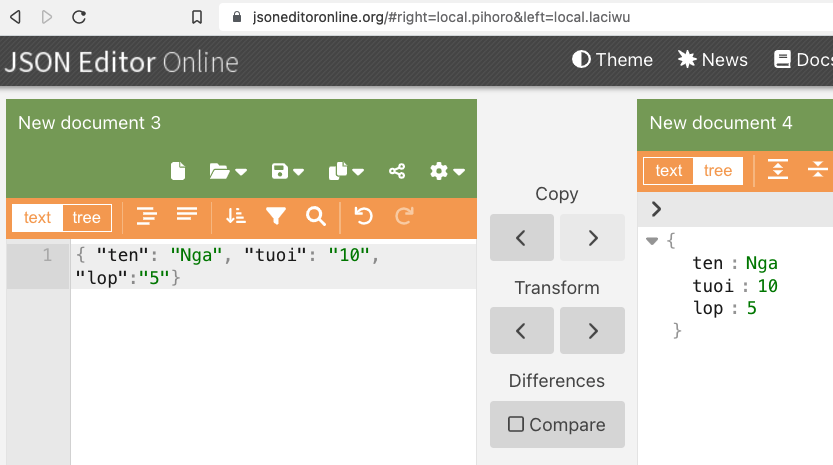 jsoneditoronline.org/#right=local.pihoro&left=local.laciwu
JSON Editor Online
Theme
News
Docs
New document 3
New document 4
text tree
text tree
Copy
Transform
Differences
Compare
1 { "ten": "Nga", "tuoi": "10",
"lop":"5"}
{
ten : Nga
tuoi : 10
lop : 5
}